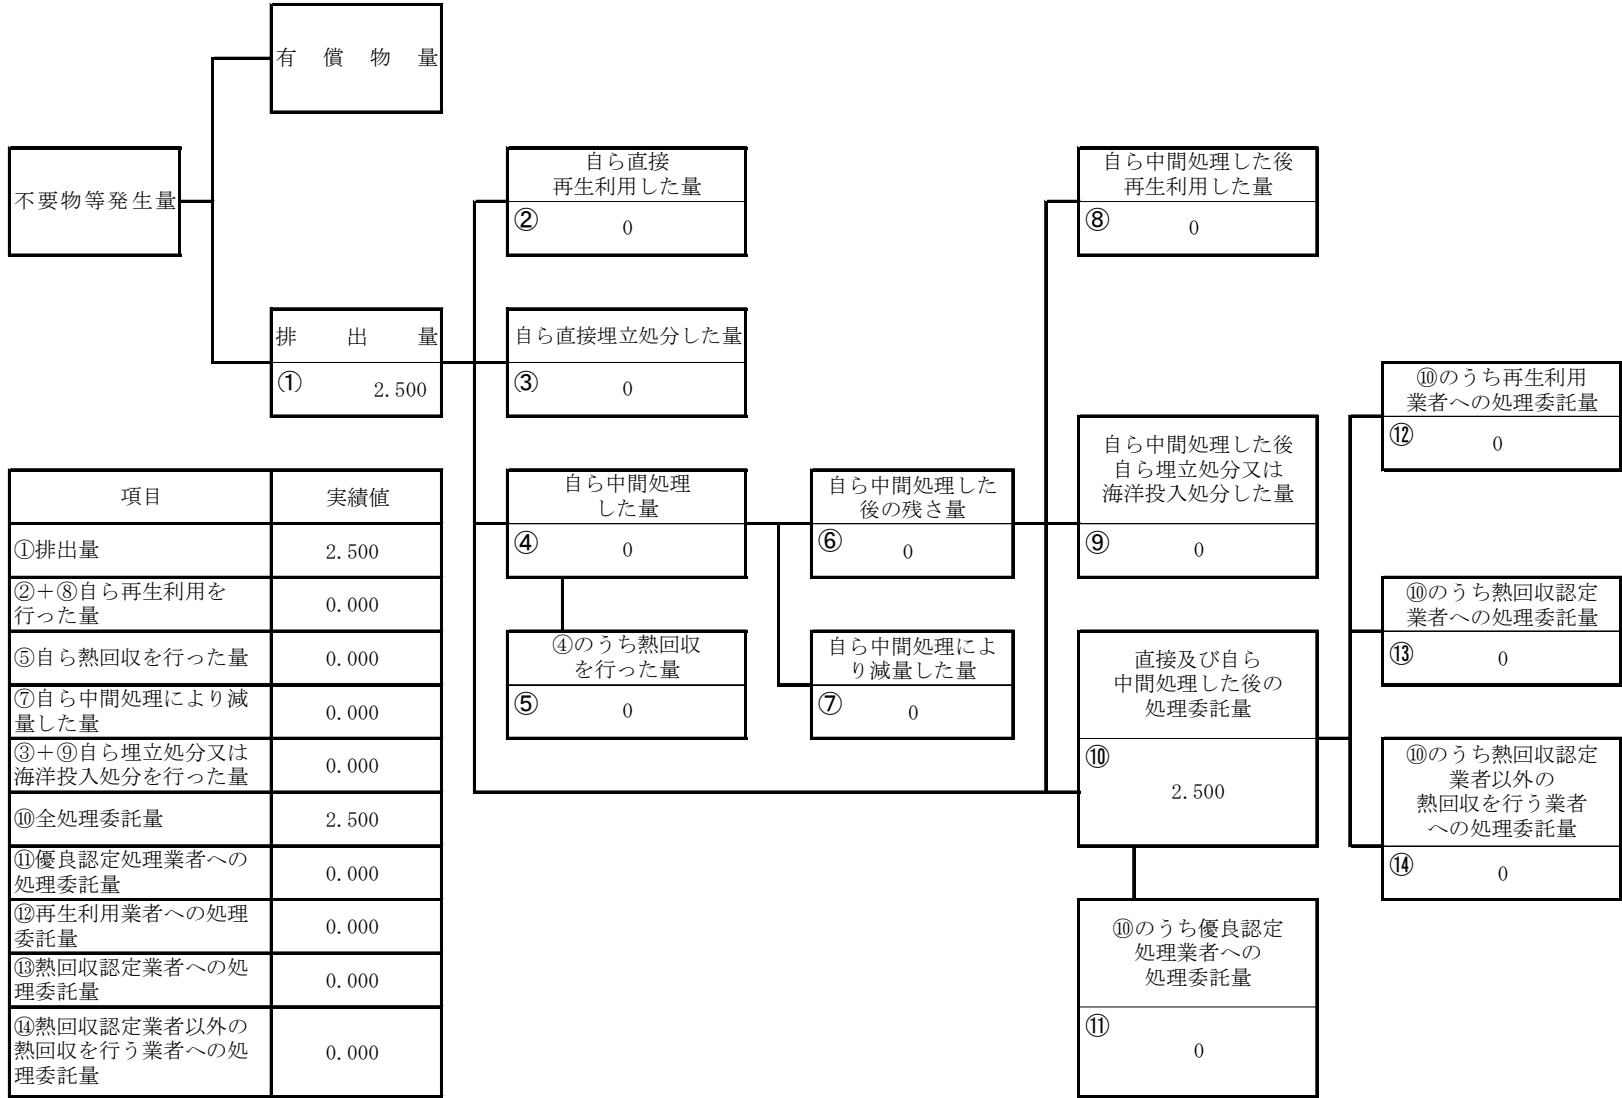 有償物量
不要物等発生量
排出量
① 2.500
自ら直接
再生利用した量
② 0
自ら直接埋立処分した量
③ 0
自ら中間処理
した量
④ 0
④のうち熱回収
を行った量
⑤ 0
自ら中間処理した
後の残さ量
⑥ 0
自ら中間処理によ
り減量した量
⑦ 0
自ら中間処理した後
再生利用した量
⑧ 0
自ら中間処理した後
自ら埋立処分又は
海洋投入処分した量
⑨ 0
直接及び自ら
中間処理した後の
処理委託量
⑩
2.500
⑩のうち優良認定
処理業者への
処理委託量
⑪
0
⑩のうち再生利用
業者への処理委託量
⑫ 0
⑩のうち熱回収認定
業者への処理委託量
⑬ 0
⑩のうち熱回収認定
業者以外の
熱回収を行う業者
への処理委託量
⑭ 0
項目 実績値
①排出量 2.500
②+⑧自ら再生利用を
行った量 0.000
⑤自ら熱回収を行った量 0.000
⑦自ら中間処理により減
量した量 0.000
③+⑨自ら埋立処分又は
海洋投入処分を行った量 0.000
⑩全処理委託量 2.500
⑪優良認定処理業者への
処理委託量 0.000
⑫再生利用業者への処理
委託量 0.000
⑬熱回収認定業者への処
理委託量 0.000
⑭熱回収認定業者以外の
熱回収を行う業者への処
理委託量 0.000